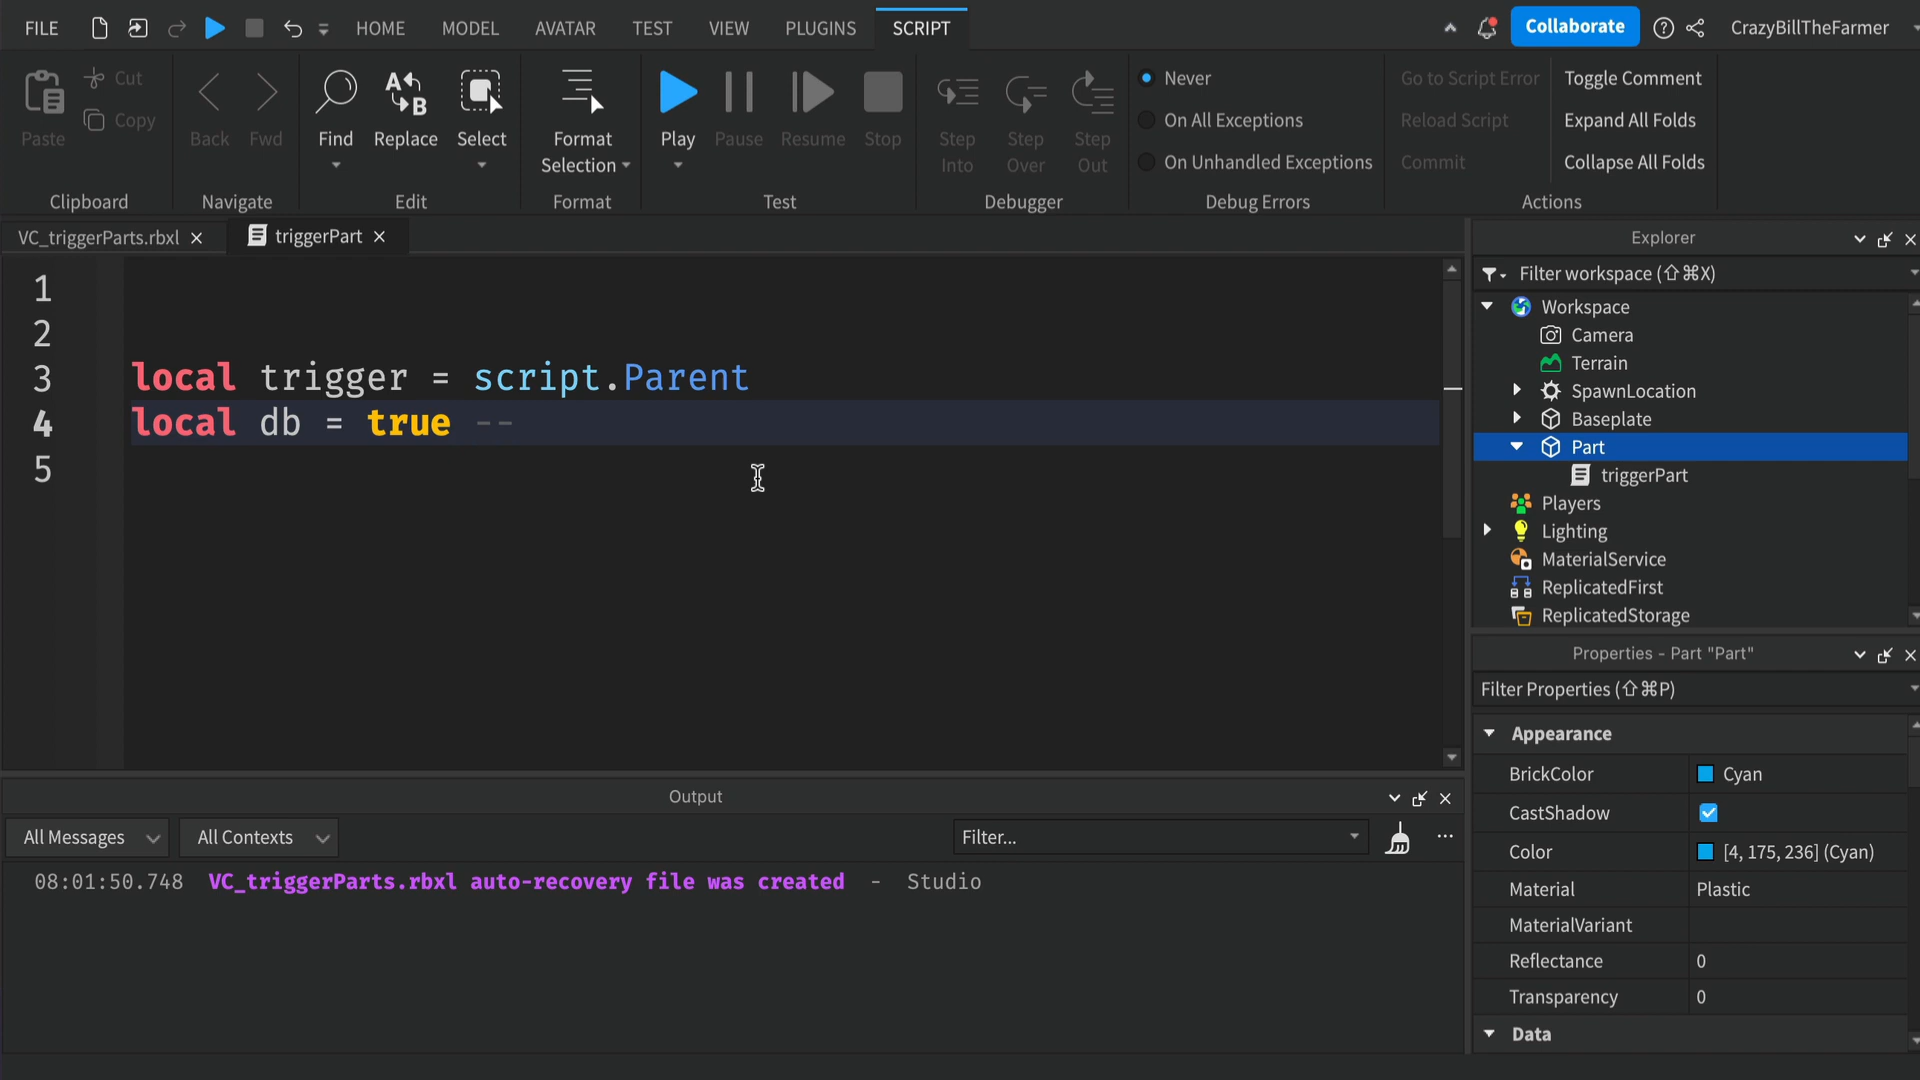 FILE HOME MODEL AVATAR TEST VIEW PLUGINS SCRIPT Collaborate CrazyBillTheFarmer
Paste Cut Copy Clipboard
Back Fwd Navigate
Find Replace Select Edit
Format Selection Format
Play Pause Resume Stop Test
Step Into Step Over Step Out Debugger
Never
On All Exceptions
On Unhandled Exceptions
Debug Errors
Go to Script Error Toggle Comment
Reload Script Expand All Folds
Commit Collapse All Folds
Actions
VC_triggerParts.rbxl triggerPart
1
2
3 local trigger = script.Parent
4 local db = true --
5
Output
All Messages All Contexts Filter...
08:01:50.748 VC_triggerParts.rbxl auto-recovery file was created - Studio
Explorer
Filter workspace (⇧⌘X)
Workspace
Camera
Terrain
SpawnLocation
Baseplate
Part
triggerPart
Players
Lighting
MaterialService
ReplicatedFirst
ReplicatedStorage
Properties - Part "Part"
Filter Properties (⇧⌘P)
Appearance
BrickColor Cyan
CastShadow
Color [4, 175, 236] (Cyan)
Material Plastic
MaterialVariant
Reflectance 0
Transparency 0
Data